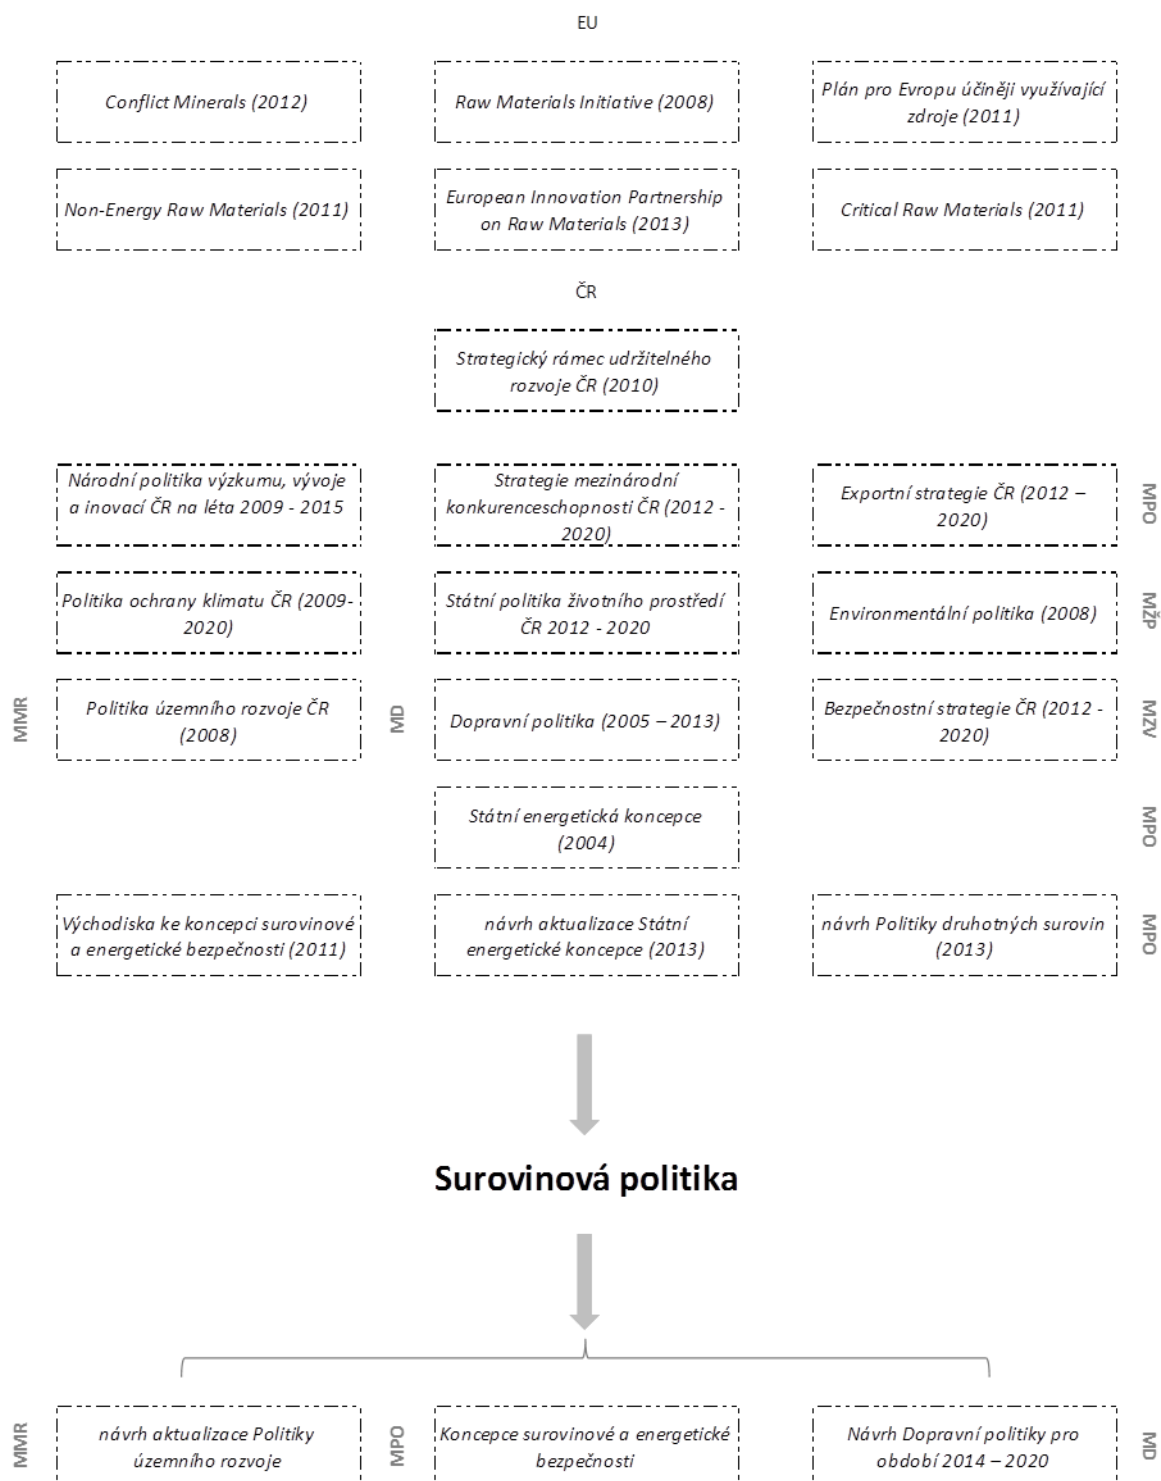 EU
Conflict Minerals (2012)
Raw Materials Initiative (2008)
Plán pro Evropu účiněji využívající
zdroje (2011)
Non-Energy Raw Materials (2011)
European Innovation Partnership
on Raw Materials (2013)
Critical Raw Materials (2011)
ČR
Strategický rámec udržitelného
rozvoje ČR (2010)
Národní politika výzkumu, vývoje
a inovací ČR na léta 2009 - 2015
Strategie mezinárodní
konkurenceschopnosti ČR (2012 -
2020)
Exportní strategie ČR (2012 –
2020)
MPO
Politika ochrany klimatu ČR (2009-
2020)
Státní politika životního prostředí
ČR 2012 - 2020
Environmentální politika (2008)
MŽP
MMR
Politika územního rozvoje ČR
(2008)
MD
Dopravní politika (2005 – 2013)
Bezpečnostní strategie ČR (2012 -
2020)
MZV
Státní energetická koncepce
(2004)
MPO
Východiska ke koncepci surovinové
a energetické bezpečnosti (2011)
návrh aktualizace Státní
energetické koncepce (2013)
návrh Politiky druhotných surovin
(2013)
MPO
Surovinová politika
MMR
návrh aktualizace Politiky
územního rozvoje
MPO
Koncepce surovinové a energetické
bezpečnosti
Návrh Dopravní politiky pro
období 2014 – 2020
MD